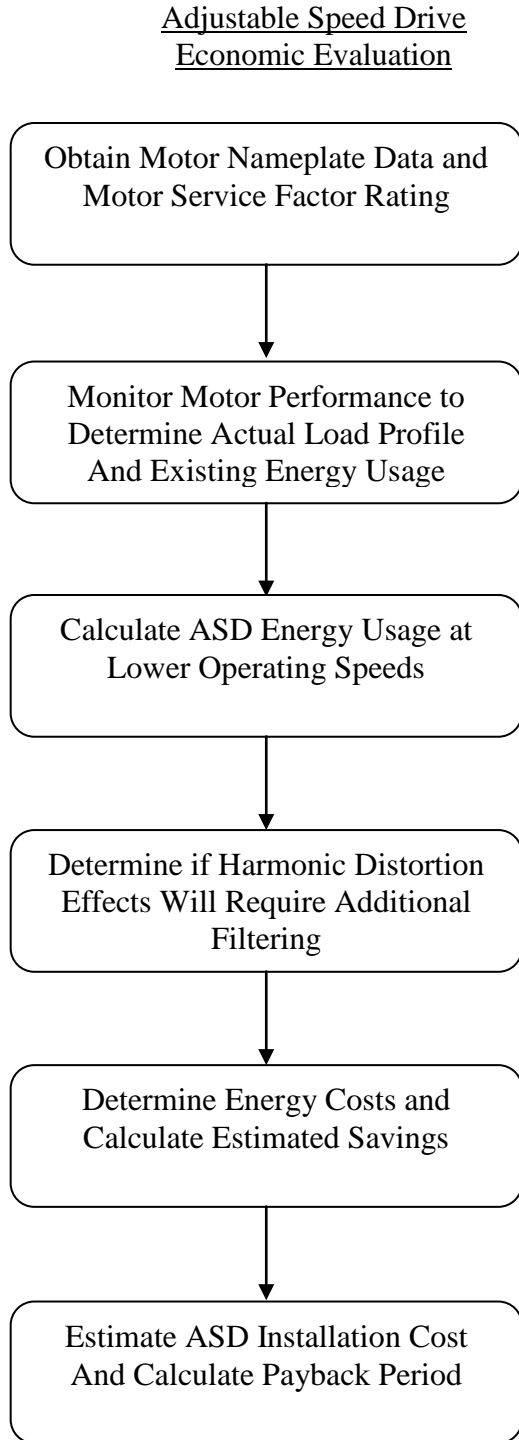 Adjustable Speed Drive
Economic Evaluation
Obtain Motor Nameplate Data and
Motor Service Factor Rating
Monitor Motor Performance to
Determine Actual Load Profile
And Existing Energy Usage
Calculate ASD Energy Usage at
Lower Operating Speeds
Determine if Harmonic Distortion
Effects Will Require Additional
Filtering
Determine Energy Costs and
Calculate Estimated Savings
Estimate ASD Installation Cost
And Calculate Payback Period